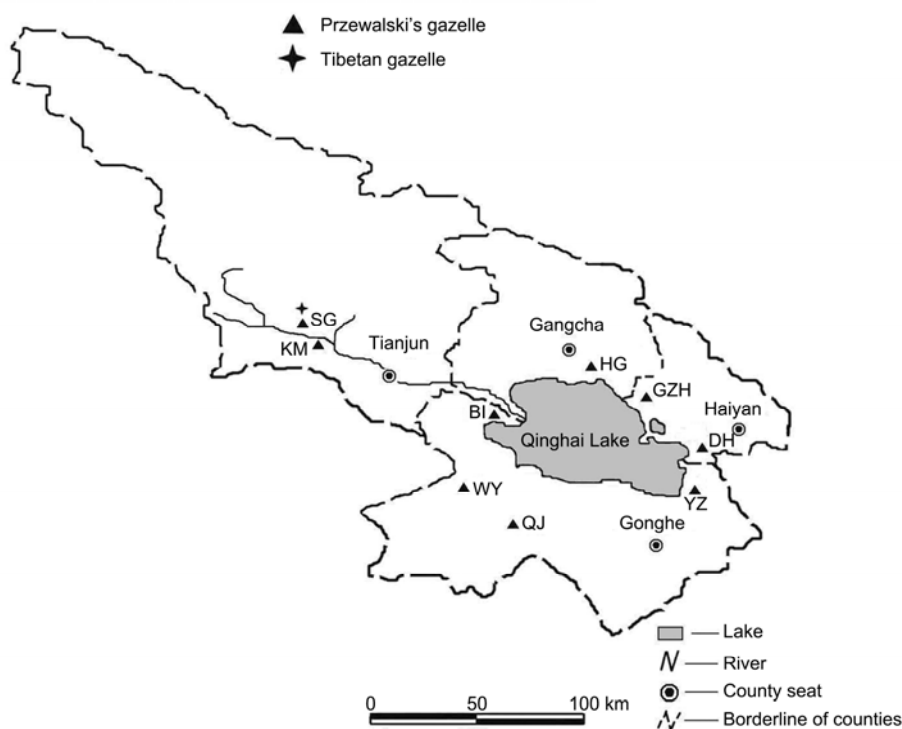 Przewalski's gazelle
Tibetan gazelle
SG
KM
Tianjun
Gangcha
HG
GZH
Haiyan
BI
Qinghai Lake
DH
WY
YZ
QJ
Gonghe
Lake
River
County seat
Borderline of counties
0 50 100 km